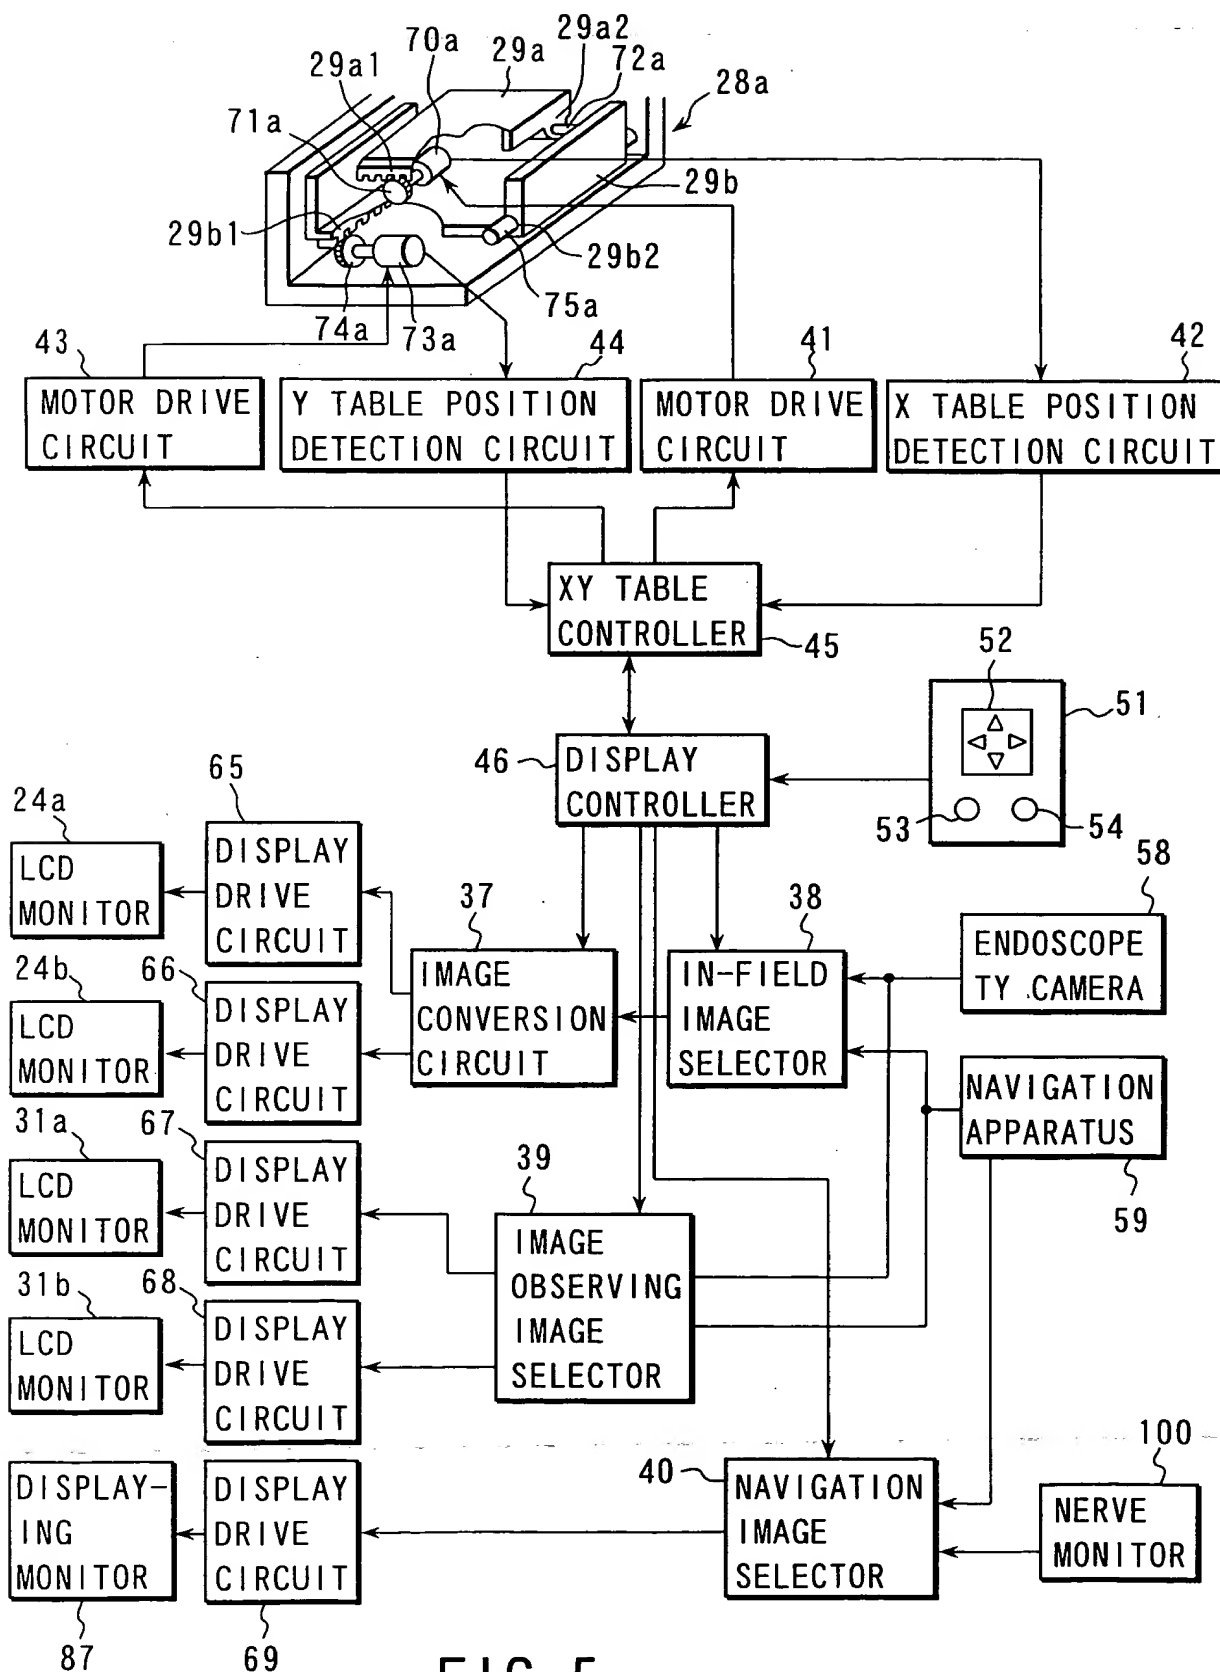 70a
29a
29a2
72a
29a1
28a
71a
29b
29b1
29b2
75a
74a
73a
43
44
41
42
MOTOR DRIVE
CIRCUIT
Y TABLE POSITION
DETECTION CIRCUIT
MOTOR DRIVE
CIRCUIT
X TABLE POSITION
DETECTION CIRCUIT
XY TABLE
CONTROLLER
45
52
51
46
DISPLAY
CONTROLLER
53
54
65
24a
DISPLAY
DRIVE
CIRCUIT
LCD
MONITOR
58
37
38
24b
66
IMAGE
CONVERSION
CIRCUIT
IN-FIELD
IMAGE
SELECTOR
ENDOSCOPE
TY CAMERA
LCD
MONITOR
DISPLAY
DRIVE
CIRCUIT
NAVIGATION
APPARATUS
59
31a
67
39
LCD
MONITOR
DISPLAY
DRIVE
CIRCUIT
IMAGE
OBSERVING
IMAGE
SELECTOR
31b
68
LCD
MONITOR
DISPLAY
DRIVE
CIRCUIT
40
100
DISPLAY-
ING
MONITOR
DISPLAY
DRIVE
CIRCUIT
NAVIGATION
IMAGE
SELECTOR
NERVE
MONITOR
87
69
FIG. 5